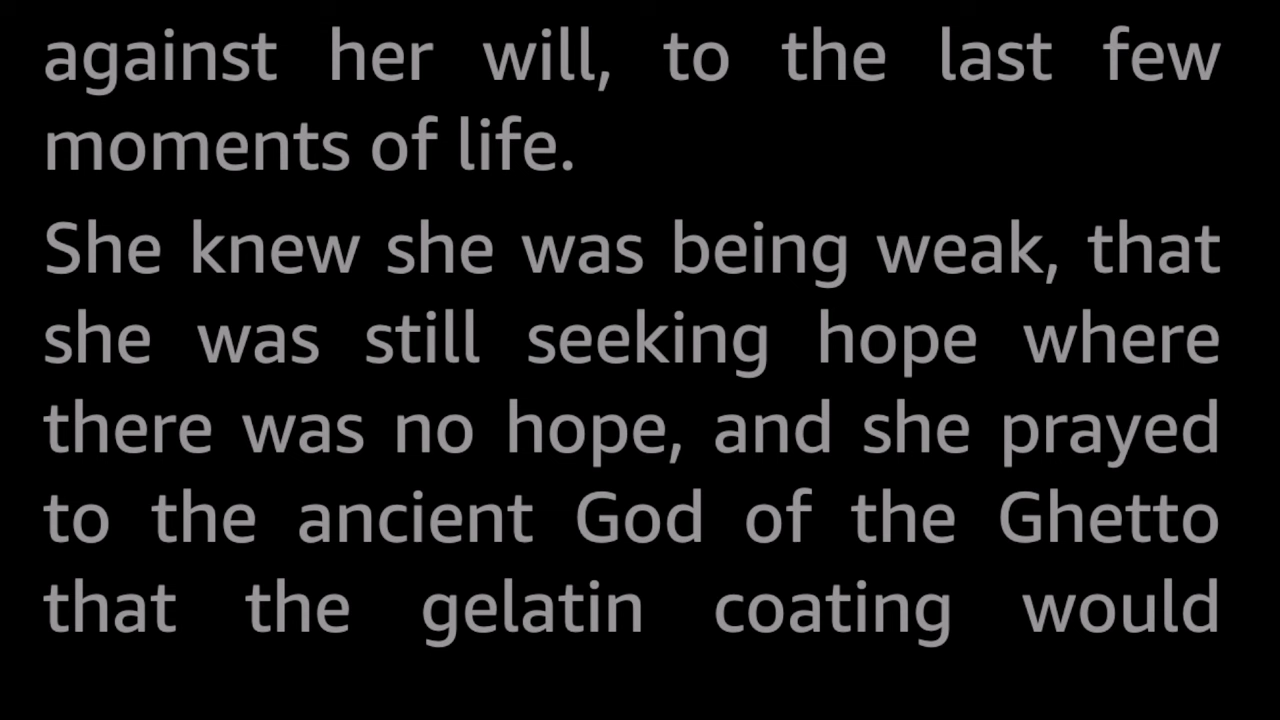 against her will, to the last few
moments of life.
She knew she was being weak, that
she was still seeking hope where
there was no hope, and she prayed
to the ancient God of the Ghetto
that the gelatin coating would